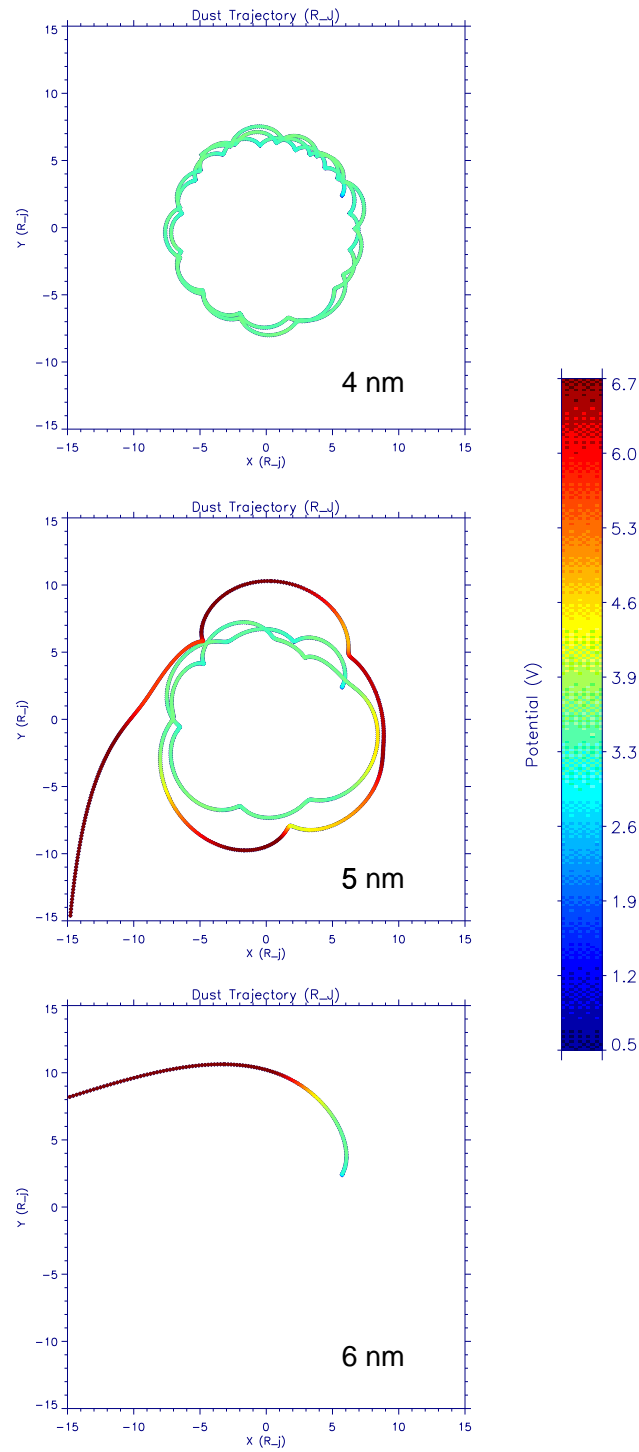 Dust Trajectory (R_J)
15
10
5
0
-5
-10
-15
Y (R_j)
4 nm
-15 -10 -5 0 5 10 15
X (R_j)
Dust Trajectory (R_J)
15
10
5
0
-5
-10
-15
Y (R_j)
5 nm
-15 -10 -5 0 5 10 15
X (R_j)
Dust Trajectory (R_J)
15
10
5
0
-5
-10
-15
Y (R_j)
6 nm
-15 -10 -5 0 5 10 15
X (R_j)
Potential (V)
6.7
6.0
5.3
4.6
3.9
3.3
2.6
1.9
1.2
0.5